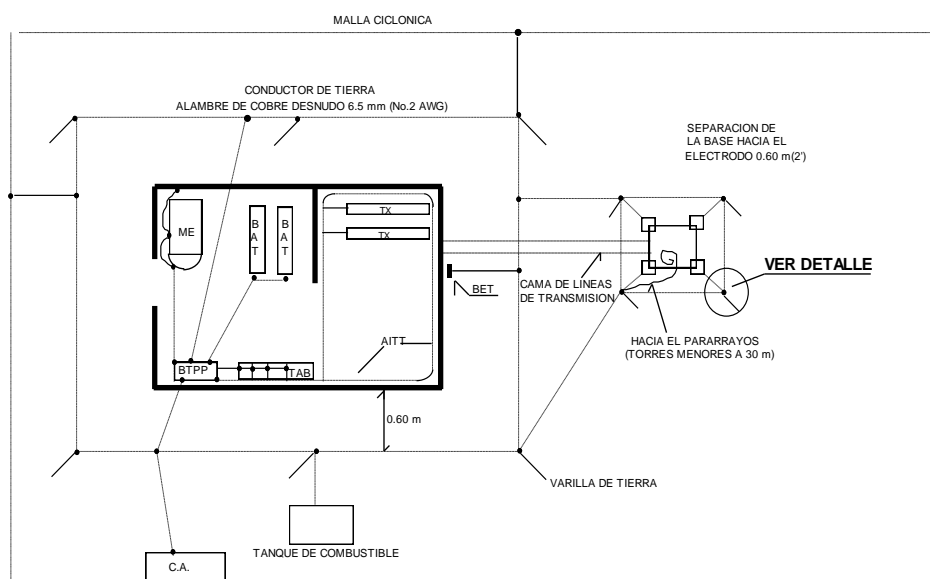 MALLA CICLONICA
CONDUCTOR DE TIERRA
ALAMBRE DE COBRE DESNUDO 6.5 mm (No.2 AWG)
SEPARACION DE
LA BASE HACIA EL
ELECTRODO 0.60 m(2')
TX
ME
BAT
BAT
TX
VER DETALLE
CAMA DE LINEAS
DE TRANSMISION
BET
HACIA EL PARARRAYOS
(TORRES MENORES A 30 m)
AITT
BTPP
TAB
0.60 m
VARILLA DE TIERRA
TANQUE DE COMBUSTIBLE
C.A.